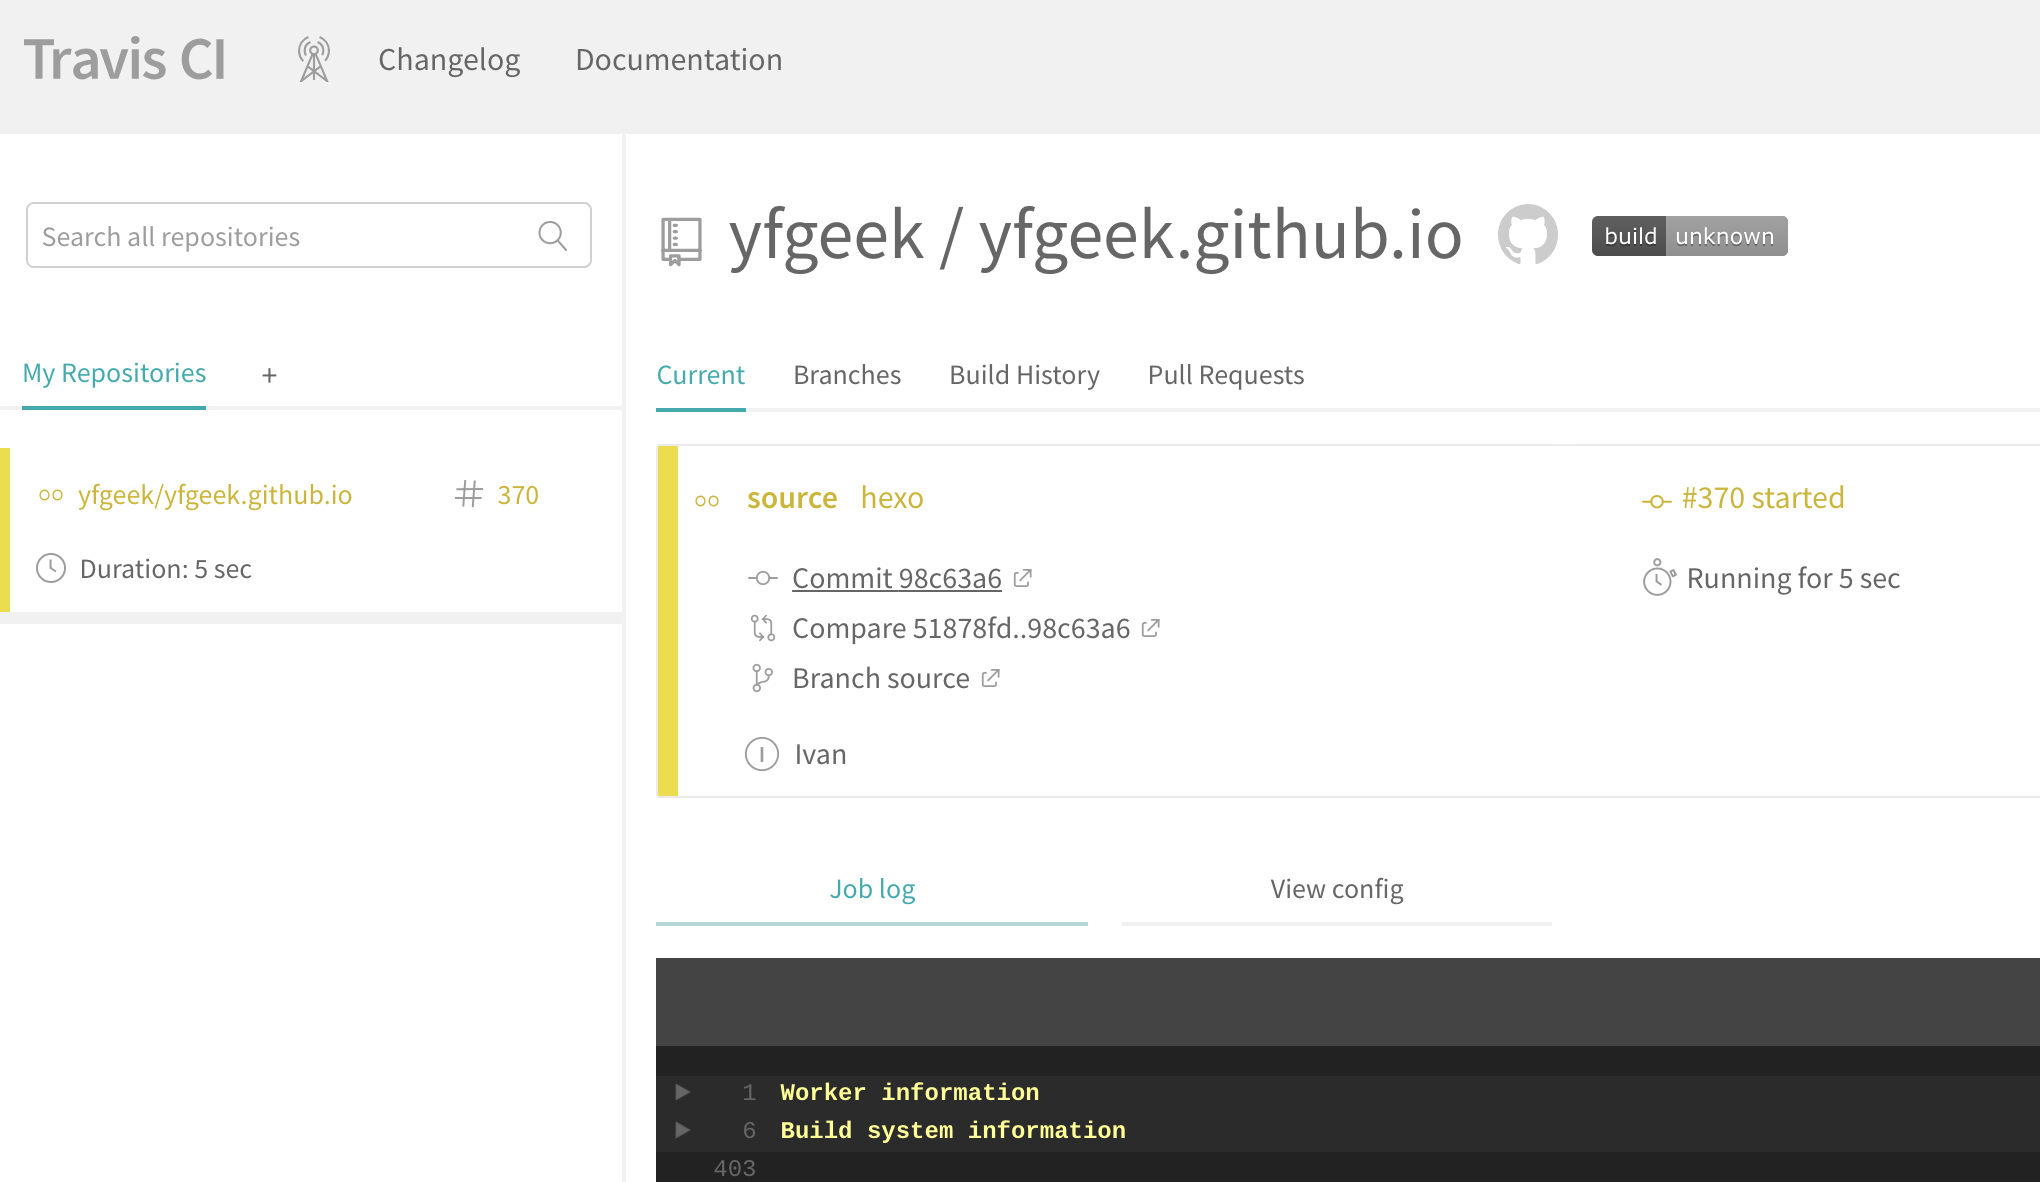 Travis CI
Changelog
Documentation
Search all repositories
My Repositories
+
yfgeek/yfgeek.github.io
# 370
Duration: 5 sec
yfgeek / yfgeek.github.io
build unknown
Current
Branches
Build History
Pull Requests
source hexo
#370 started
Commit 98c63a6
Running for 5 sec
Compare 51878fd..98c63a6
Branch source
I Ivan
Job log
View config
1 Worker information
6 Build system information
403